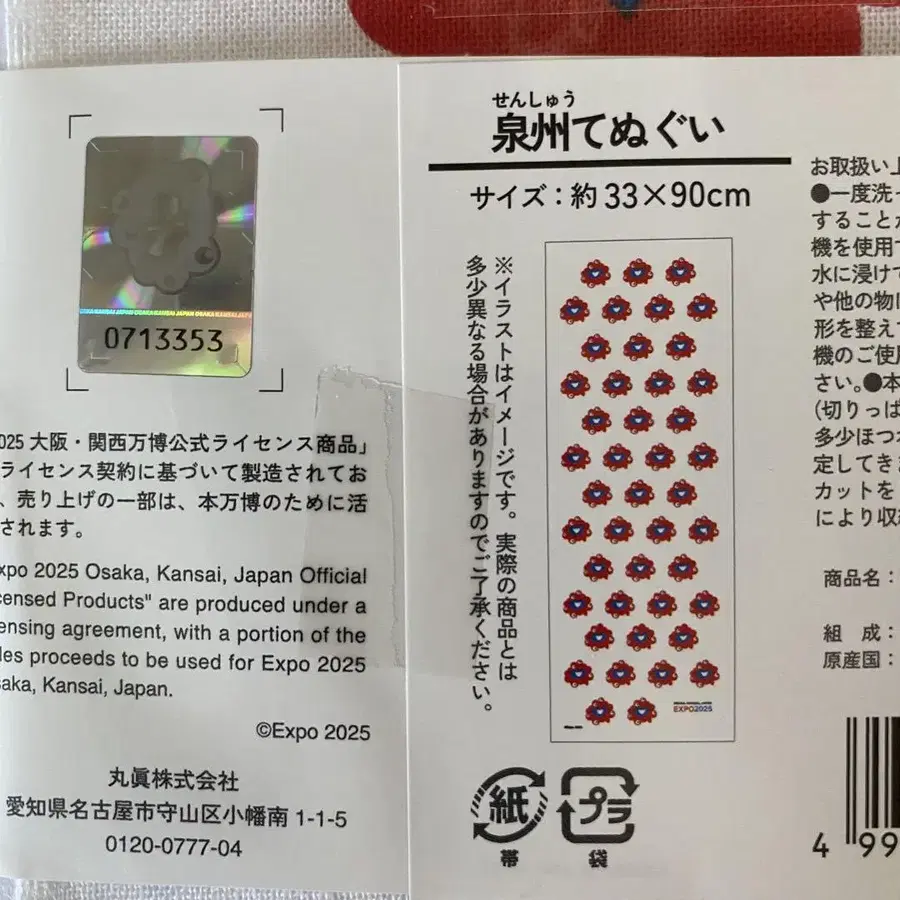 OSAKA KANSAI JAPAN OSAKA KANSAI JAPAN OSAKA
0713353
025 大阪・関西万博公式ライセンス商品」
ライセンス契約に基づいて製造されてお
、売り上げの一部は、本万博のために活
されます。
xpo 2025 Osaka, Kansai, Japan Official
censed Products" are produced under a
ensing agreement, with a portion of the
les proceeds to be used for Expo 2025
saka, Kansai, Japan.
©Expo 2025
丸眞株式会社
愛知県名古屋市守山区小幡南 1-1-5
0120-0777-04
せんしゅう
泉州てぬぐい
サイズ：約 33×90cm
※イラストはイメージです。実際の商品とは
多少異なる場合がありますのでご了承ください。
EXPO2025
紙
帯
プラ
袋
お取扱い上
●一度洗っ
することが
機を使用
水に浸けて
や他の物に
形を整えて
機のご使用
さい。●本
(切りっぱ
多少ほつれ
定してきま
カットを
により収
商品名：
組　成：
原産国：
4 99